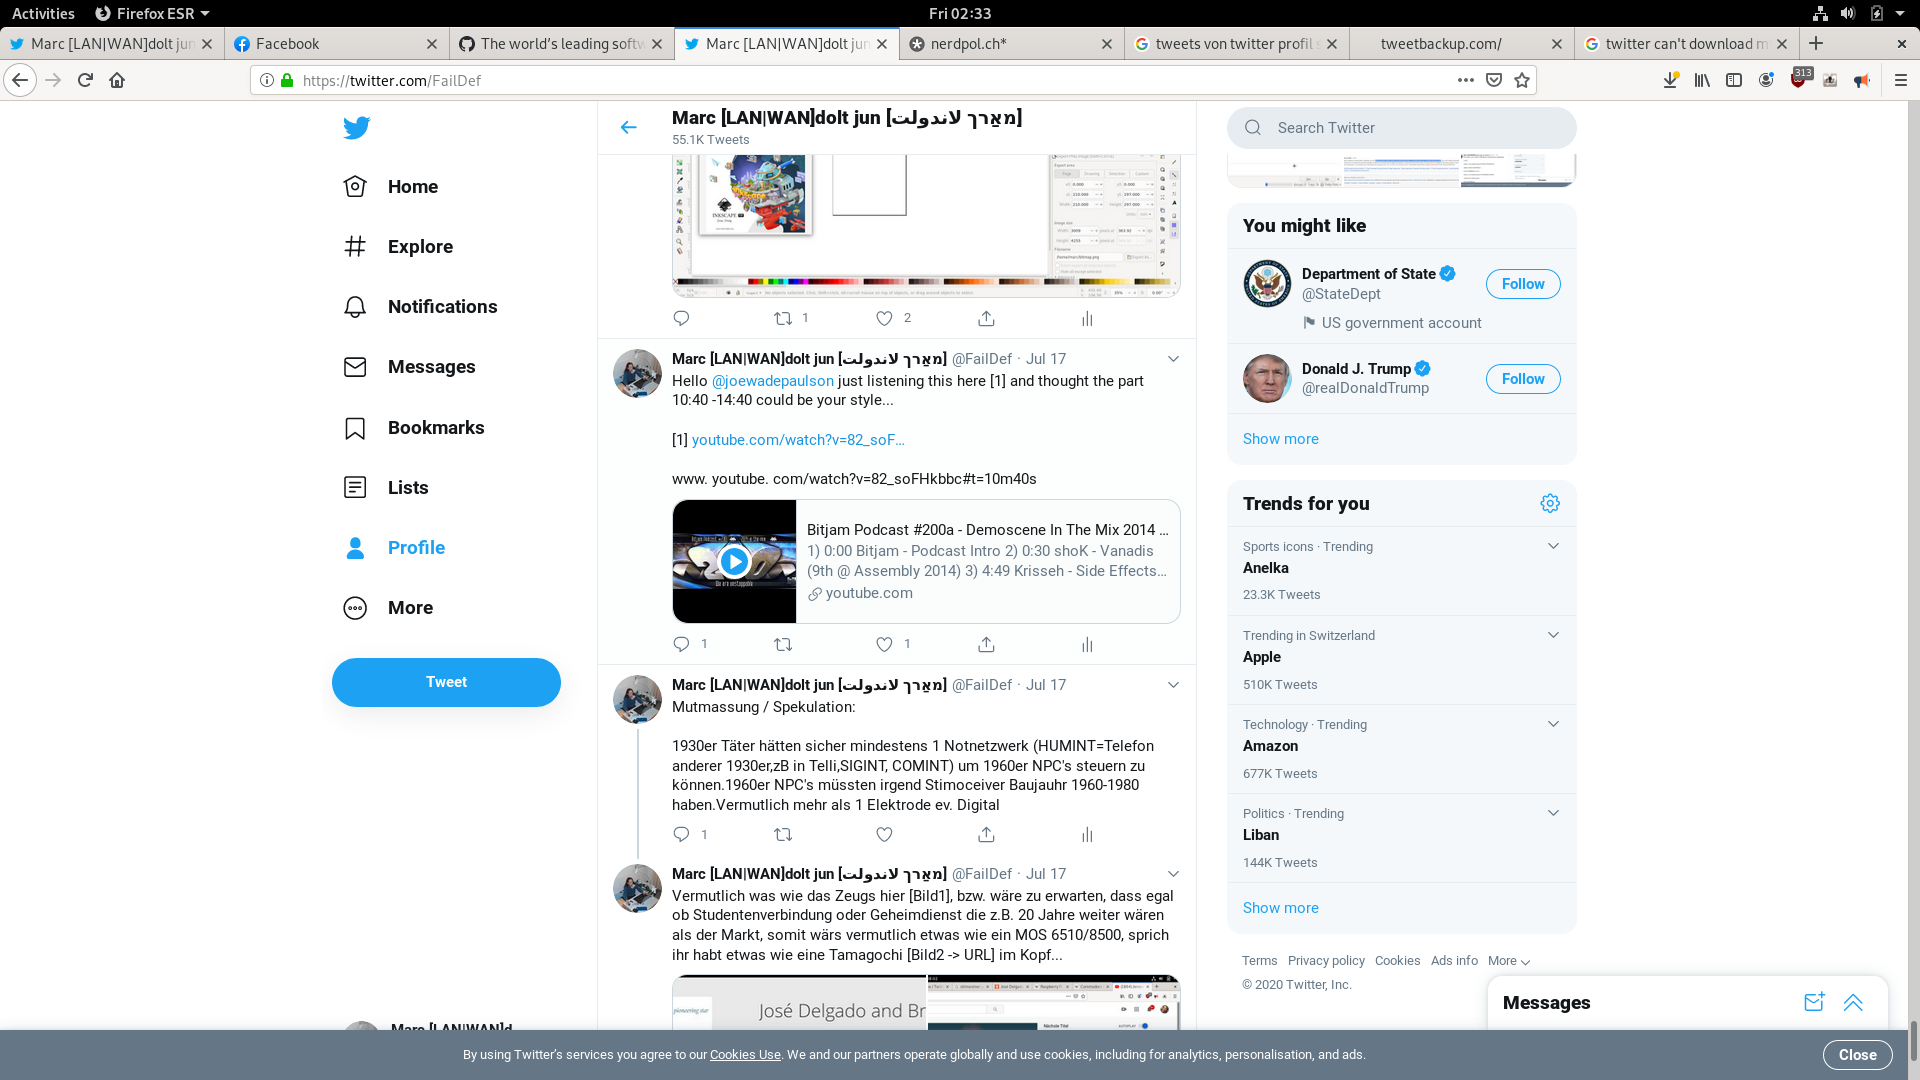 Activities
Firefox ESR
Fri 02:33
Marc [LAN|WAN]dolt jun
Facebook
The world's leading softw
Marc [LAN|WAN]dolt jun
nerdpol.ch*
tweets von twitter profil s
tweetbackup.com/
twitter can't download m
https://twitter.com/FailDef
313
Home
Explore
Notifications
Messages
Bookmarks
Lists
Profile
More
Tweet
Marc [LAN|WAN]d
Marc [LAN|WAN]dolt jun [מאַרך לאנדולת]
55.1K Tweets
INKSCAPE
1
2
Marc [LAN|WAN]dolt jun [מאַרך לאנדולת] @FailDef · Jul 17
Hello @joewadepaulson just listening this here [1] and thought the part
10:40 -14:40 could be your style...
[1] youtube.com/watch?v=82_soF…
www. youtube. com/watch?v=82_soFHkbbc#t=10m40s
Bitjam Podcast #200a - Demoscene In The Mix 2014 …
1) 0:00 Bitjam - Podcast Intro 2) 0:30 shoK - Vanadis
(9th @ Assembly 2014) 3) 4:49 Krisseh - Side Effects…
youtube.com
1
1
Marc [LAN|WAN]dolt jun [מאַרך לאנדולת] @FailDef · Jul 17
Mutmassung / Spekulation:
1930er Täter hätten sicher mindestens 1 Notnetzwerk (HUMINT=Telefon
anderer 1930er,zB in Telli,SIGINT, COMINT) um 1960er NPC's steuern zu
können.1960er NPC's müssten irgend Stimoceiver Baujauhr 1960-1980
haben.Vermutlich mehr als 1 Elektrode ev. Digital
1
Marc [LAN|WAN]dolt jun [מאַרך לאנדולת] @FailDef · Jul 17
Vermutlich was wie das Zeugs hier [Bild1], bzw. wäre zu erwarten, dass egal
ob Studentenverbindung oder Geheimdienst die z.B. 20 Jahre weiter wären
als der Markt, somit wärs vermutlich etwas wie ein MOS 6510/8500, sprich
ihr habt etwas wie eine Tamagochi [Bild2 -> URL] im Kopf...
pioneering star
José Delgado and Br
Search Twitter
You might like
Department of State
@StateDept
US government account
Follow
Donald J. Trump
@realDonaldTrump
Follow
Show more
Trends for you
Sports icons · Trending
Anelka
23.3K Tweets
Trending in Switzerland
Apple
510K Tweets
Technology · Trending
Amazon
677K Tweets
Politics · Trending
Liban
144K Tweets
Show more
Terms Privacy policy Cookies Ads info More
© 2020 Twitter, Inc.
Messages
By using Twitter's services you agree to our Cookies Use. We and our partners operate globally and use cookies, including for analytics, personalisation, and ads.
Close